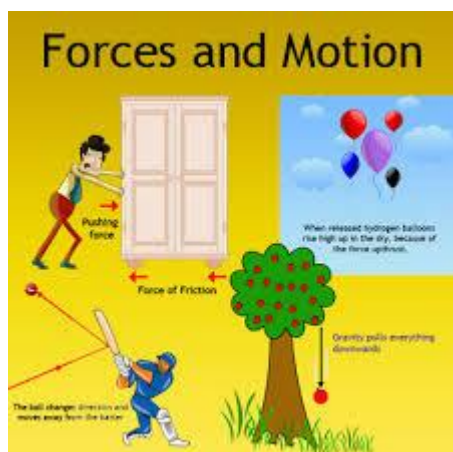 Forces and Motion
Pushing
force
Force of Friction
When released hydrogen balloons
rise high up in the dry, because of
the force upthrust.
Gravity pulls everything
downwards
The ball changes direction and
moves away from the batter